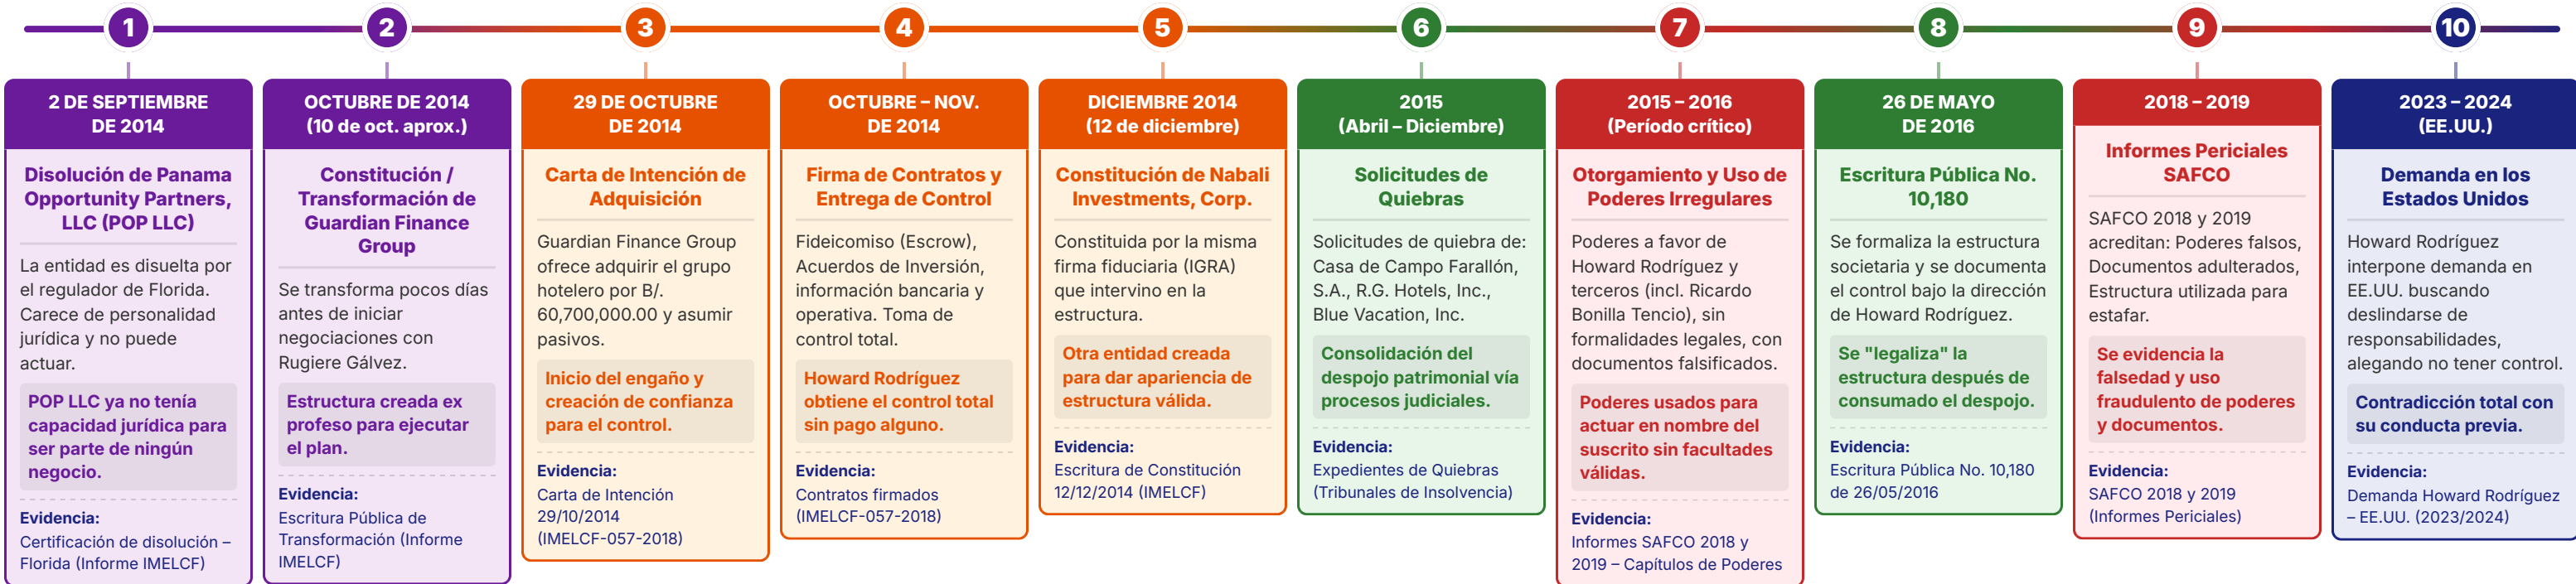 1
2 DE SEPTIEMBRE
DE 2014
Disolución de Panama
Opportunity Partners,
LLC (POP LLC)
La entidad es disuelta por
el regulador de Florida.
Carece de personalidad
jurídica y no puede
actuar.
POP LLC ya no tenía
capacidad jurídica para
ser parte de ningún
negocio.
Evidencia:
Certificación de disolución –
Florida (Informe IMELCF)
2
OCTUBRE DE 2014
(10 de oct. aprox.)
Constitución /
Transformación de
Guardian Finance
Group
Se transforma pocos días
antes de iniciar
negociaciones con
Rugiere Gálvez.
Estructura creada ex
profeso para ejecutar
el plan.
Evidencia:
Escritura Pública de
Transformación (Informe
IMELCF)
3
29 DE OCTUBRE
DE 2014
Carta de Intención de
Adquisición
Guardian Finance Group
ofrece adquirir el grupo
hotelero por B/.
60,700,000.00 y asumir
pasivos.
Inicio del engaño y
creación de confianza
para el control.
Evidencia:
Carta de Intención
29/10/2014
(IMELCF-057-2018)
4
OCTUBRE – NOV.
DE 2014
Firma de Contratos y
Entrega de Control
Fideicomiso (Escrow),
Acuerdos de Inversión,
información bancaria y
operativa. Toma de
control total.
Howard Rodríguez
obtiene el control total
sin pago alguno.
Evidencia:
Contratos firmados
(IMELCF-057-2018)
5
DICIEMBRE 2014
(12 de diciembre)
Constitución de Nabali
Investments, Corp.
Constituida por la misma
firma fiduciaria (IGRA)
que intervino en la
estructura.
Otra entidad creada
para dar apariencia de
estructura válida.
Evidencia:
Escritura de Constitución
12/12/2014 (IMELCF)
6
2015
(Abril – Diciembre)
Solicitudes de
Quiebras
Solicitudes de quiebra de:
Casa de Campo Farallón,
S.A., R.G. Hotels, Inc.,
Blue Vacation, Inc.
Consolidación del
despojo patrimonial vía
procesos judiciales.
Evidencia:
Expedientes de Quiebras
(Tribunales de Insolvencia)
7
2015 – 2016
(Período crítico)
Otorgamiento y Uso de
Poderes Irregulares
Poderes a favor de
Howard Rodríguez y
terceros (incl. Ricardo
Bonilla Tencio), sin
formalidades legales, con
documentos falsificados.
Poderes usados para
actuar en nombre del
suscrito sin facultades
válidas.
Evidencia:
Informes SAFCO 2018 y
2019 – Capítulos de Poderes
8
26 DE MAYO
DE 2016
Escritura Pública No.
10,180
Se formaliza la estructura
societaria y se documenta
el control bajo la dirección
de Howard Rodríguez.
Se "legaliza" la
estructura después de
consumado el despojo.
Evidencia:
Escritura Pública No. 10,180
de 26/05/2016
9
2018 – 2019
Informes Periciales
SAFCO
SAFCO 2018 y 2019
acreditan: Poderes falsos,
Documentos adulterados,
Estructura utilizada para
estafar.
Se evidencia la
falsedad y uso
fraudulento de poderes
y documentos.
Evidencia:
SAFCO 2018 y 2019
(Informes Periciales)
10
2023 – 2024
(EE.UU.)
Demanda en los
Estados Unidos
Howard Rodríguez
interpone demanda en
EE.UU. buscando
deslindarse de
responsabilidades,
alegando no tener control.
Contradicción total con
su conducta previa.
Evidencia:
Demanda Howard Rodríguez
– EE.UU. (2023/2024)